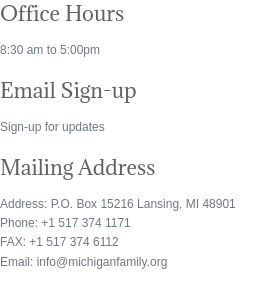 Office Hours
8:30 am to 5:00pm
Email Sign-up
Sign-up for updates
Mailing Address
Address: P.O. Box 15216 Lansing, MI 48901
Phone: +1 517 374 1171
FAX: +1 517 374 6112
Email: info@michiganfamily.org